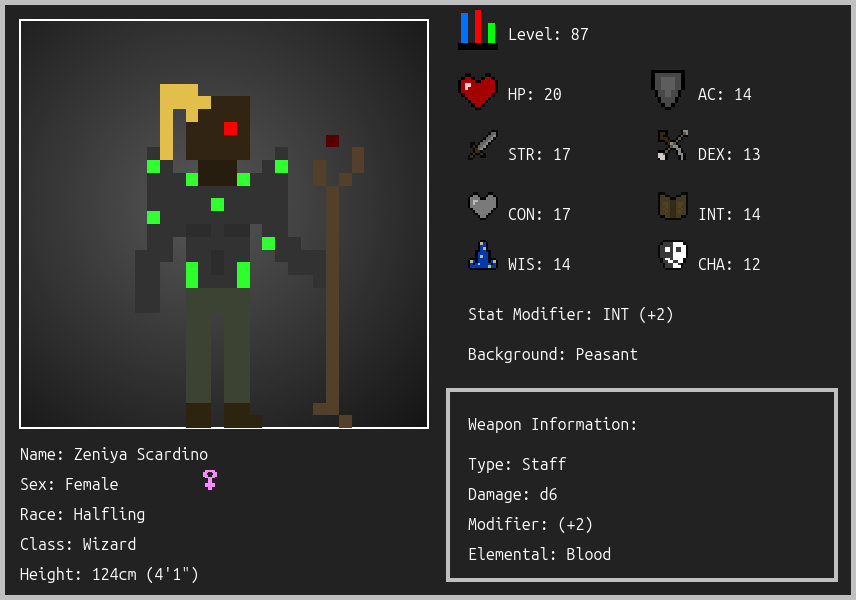 Level: 87
HP: 20
AC: 14
STR: 17
DEX: 13
CON: 17
INT: 14
WIS: 14
CHA: 12
Stat Modifier: INT (+2)
Background: Peasant
Weapon Information:
Type: Staff
Damage: d6
Modifier: (+2)
Elemental: Blood
Name: Zeniya Scardino
Sex: Female
Race: Halfling
Class: Wizard
Height: 124cm (4'1")